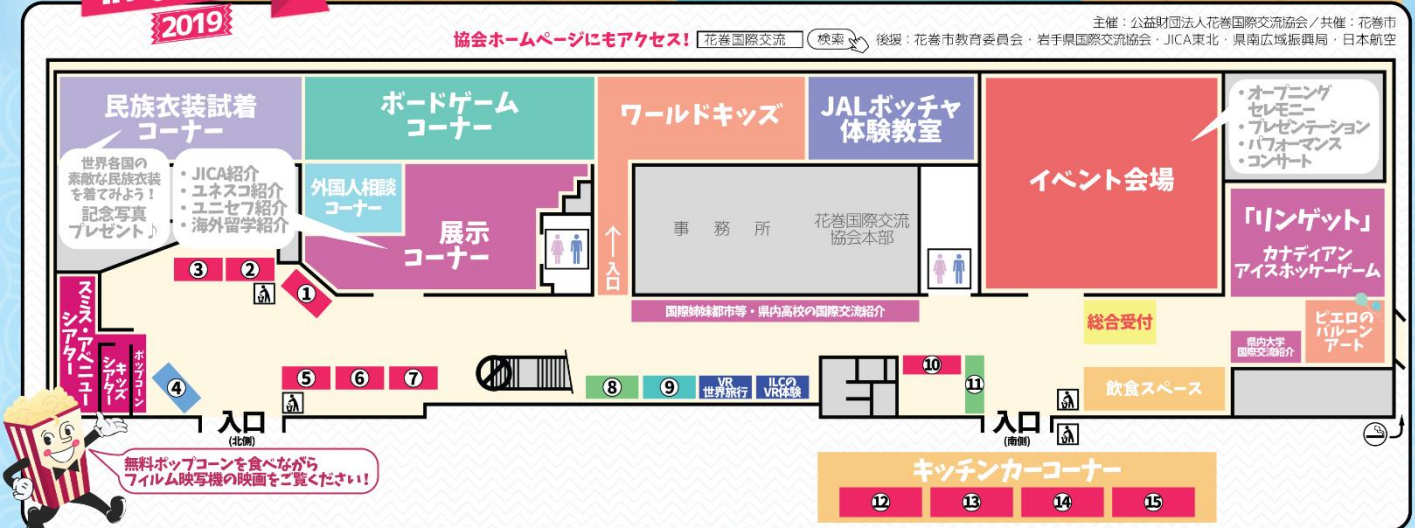 2019
協会ホームページにもアクセス! 花巻国際交流 検索
主催：公益財団法人花巻国際交流協会／共催：花巻市
後援：花巻市教育委員会・岩手県国際交流協会・JICA東北・県南広域振興局・日本航空
民族衣装試着
コーナー
世界各国の
素敵な民族衣装
を着てみよう！
記念写真
プレゼント♪
ボードゲーム
コーナー
・JICA紹介
・ユネスコ紹介
・ユニセフ紹介
・海外留学紹介
外国人相談
コーナー
展示
コーナー
ワールドキッズ
↑入口
JALボッチャ
体験教室
事務所
花巻国際交流
協会本部
イベント会場
・オープニング
セレモニー
・プレゼンテーション
・パフォーマンス
・コンサート
「リンゲット」
カナディアン
アイスホッケーゲーム
国際姉妹都市等・県内高校の国際交流紹介
総合受付
県内大学
国際交流紹介
ピエロの
バルーン
アート
飲食スペース
スミス・アベニュー
シアター
キッズ
シアター
ポップコーン
③
②
①
④
⑤
⑥
⑦
⑧
⑨
VR
世界旅行
ILCの
VR体験
⑩
⑪
入口
(北側)
入口
(南側)
無料ポップコーンを食べながら
フィルム映写機の映画をご覧ください！
キッチンカーコーナー
⑫
⑬
⑭
⑮